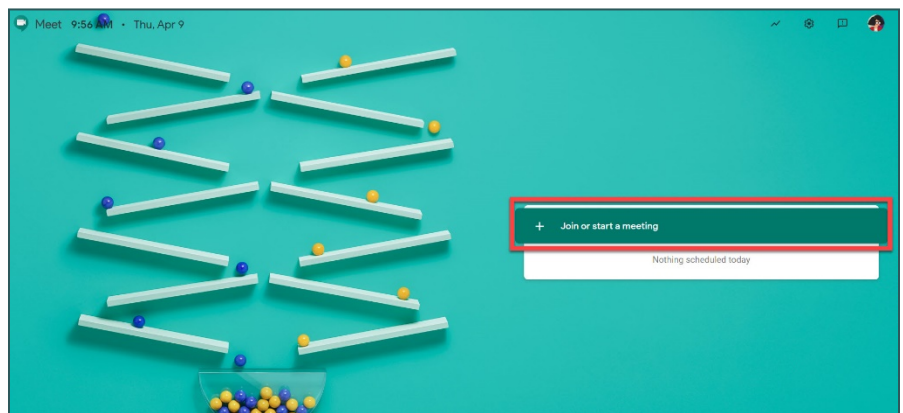 Meet 9:56 AM • Thu, Apr 9
Join or start a meeting
Nothing scheduled today